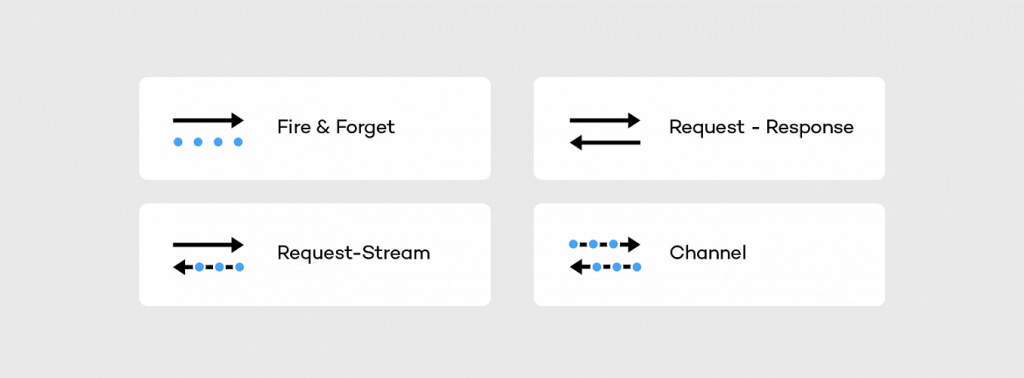 Fire & Forget
Request - Response
Request-Stream
Channel